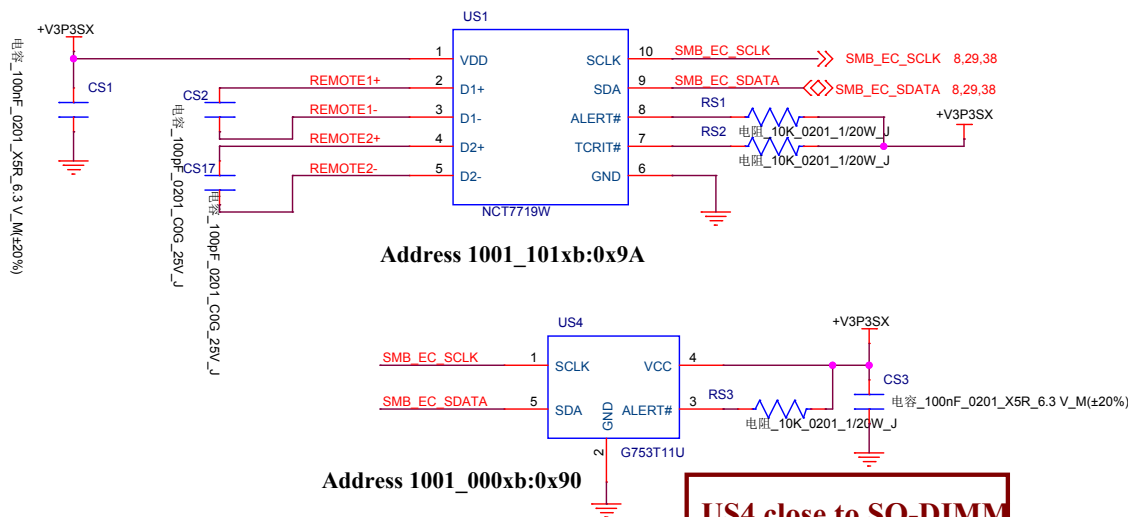 US1
+V3P3SX
电容_100nF_0201_X5R_6.3 V_M(±20%)
CS1
1
VDD
SCLK
10
SMB_EC_SCLK
SMB_EC_SCLK 8,29,38
REMOTE1+
2
D1+
SDA
9
SMB_EC_SDATA
SMB_EC_SDATA 8,29,38
CS2
电容_100pF_0201_C0G_25V_J
REMOTE1-
3
D1-
ALERT#
8
RS1
电阻_10K_0201_1/20W_J
+V3P3SX
REMOTE2+
4
D2+
TCRIT#
7
RS2
电阻_10K_0201_1/20W_J
CS17
电容_100pF_0201_C0G_25V_J
REMOTE2-
5
D2-
GND
6
NCT7719W
Address 1001_101xb:0x9A
US4
+V3P3SX
SMB_EC_SCLK
1
SCLK
VCC
4
SMB_EC_SDATA
5
SDA
GND
ALERT#
3
RS3
电阻_10K_0201_1/20W_J
CS3
电容_100nF_0201_X5R_6.3 V_M(±20%)
2
G753T11U
Address 1001_000xb:0x90
US4 close to SO-DIMM